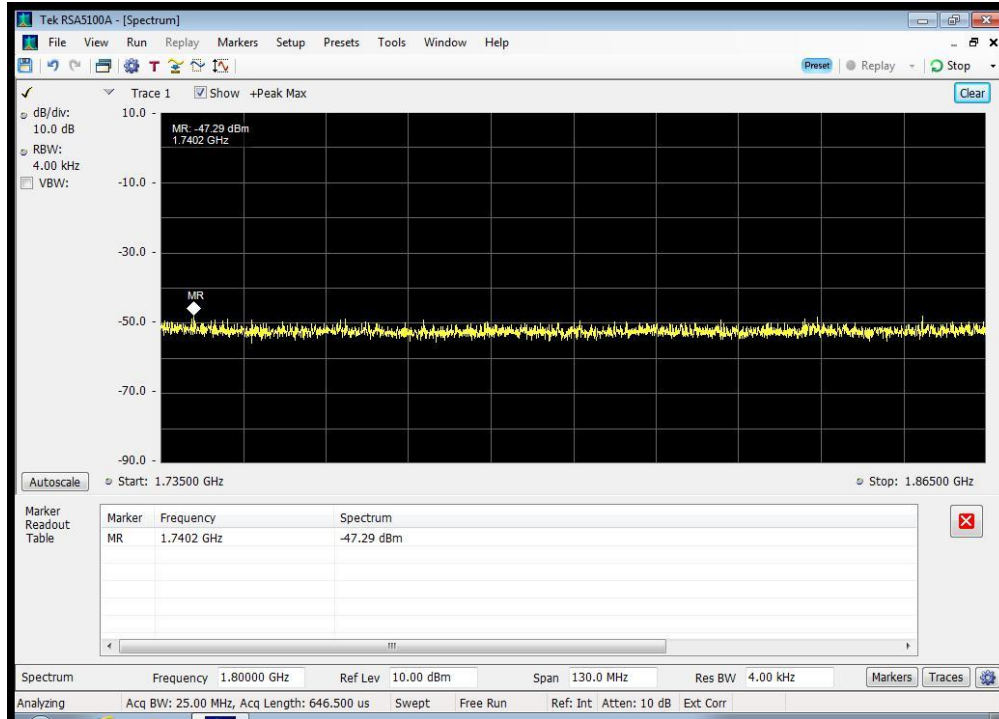 Tek RSA5100A - [Spectrum]
File View Run Replay Markers Setup Presets Tools Window Help
T
Preset Replay Stop
Trace 1 Show +Peak Max Clear
dB/div:
10.0 dB
RBW:
4.00 kHz
VBW:
10.0
MR: -47.29 dBm
1.7402 GHz
-10.0
-30.0
MR
-50.0
-70.0
-90.0
Autoscale Start: 1.73500 GHz Stop: 1.86500 GHz
Marker
Readout
Table
Marker Frequency Spectrum
MR 1.7402 GHz -47.29 dBm
Spectrum Frequency 1.80000 GHz Ref Lev 10.00 dBm Span 130.0 MHz Res BW 4.00 kHz Markers Traces
Analyzing Acq BW: 25.00 MHz, Acq Length: 646.500 us Swept Free Run Ref: Int Atten: 10 dB Ext Corr